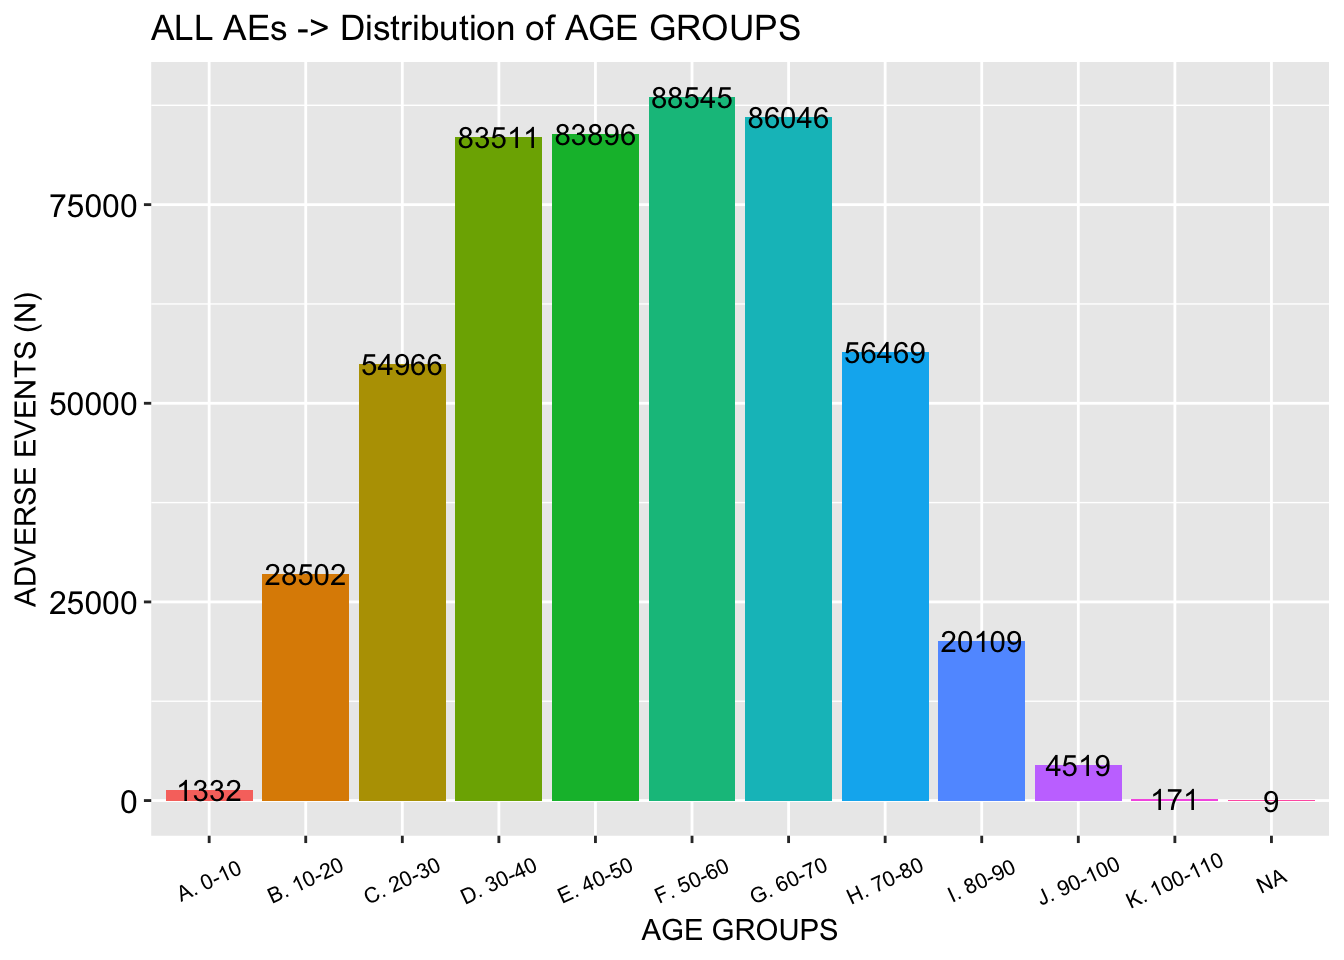 ALL AEs -> Distribution of AGE GROUPS
ADVERSE EVENTS (N)
75000
50000
25000
0
1332
28502
54966
83511
83896
88545
86046
56469
20109
4519
171
9
A. 0-10
B. 10-20
C. 20-30
D. 30-40
E. 40-50
F. 50-60
G. 60-70
H. 70-80
I. 80-90
J. 90-100
K. 100-110
NA
AGE GROUPS